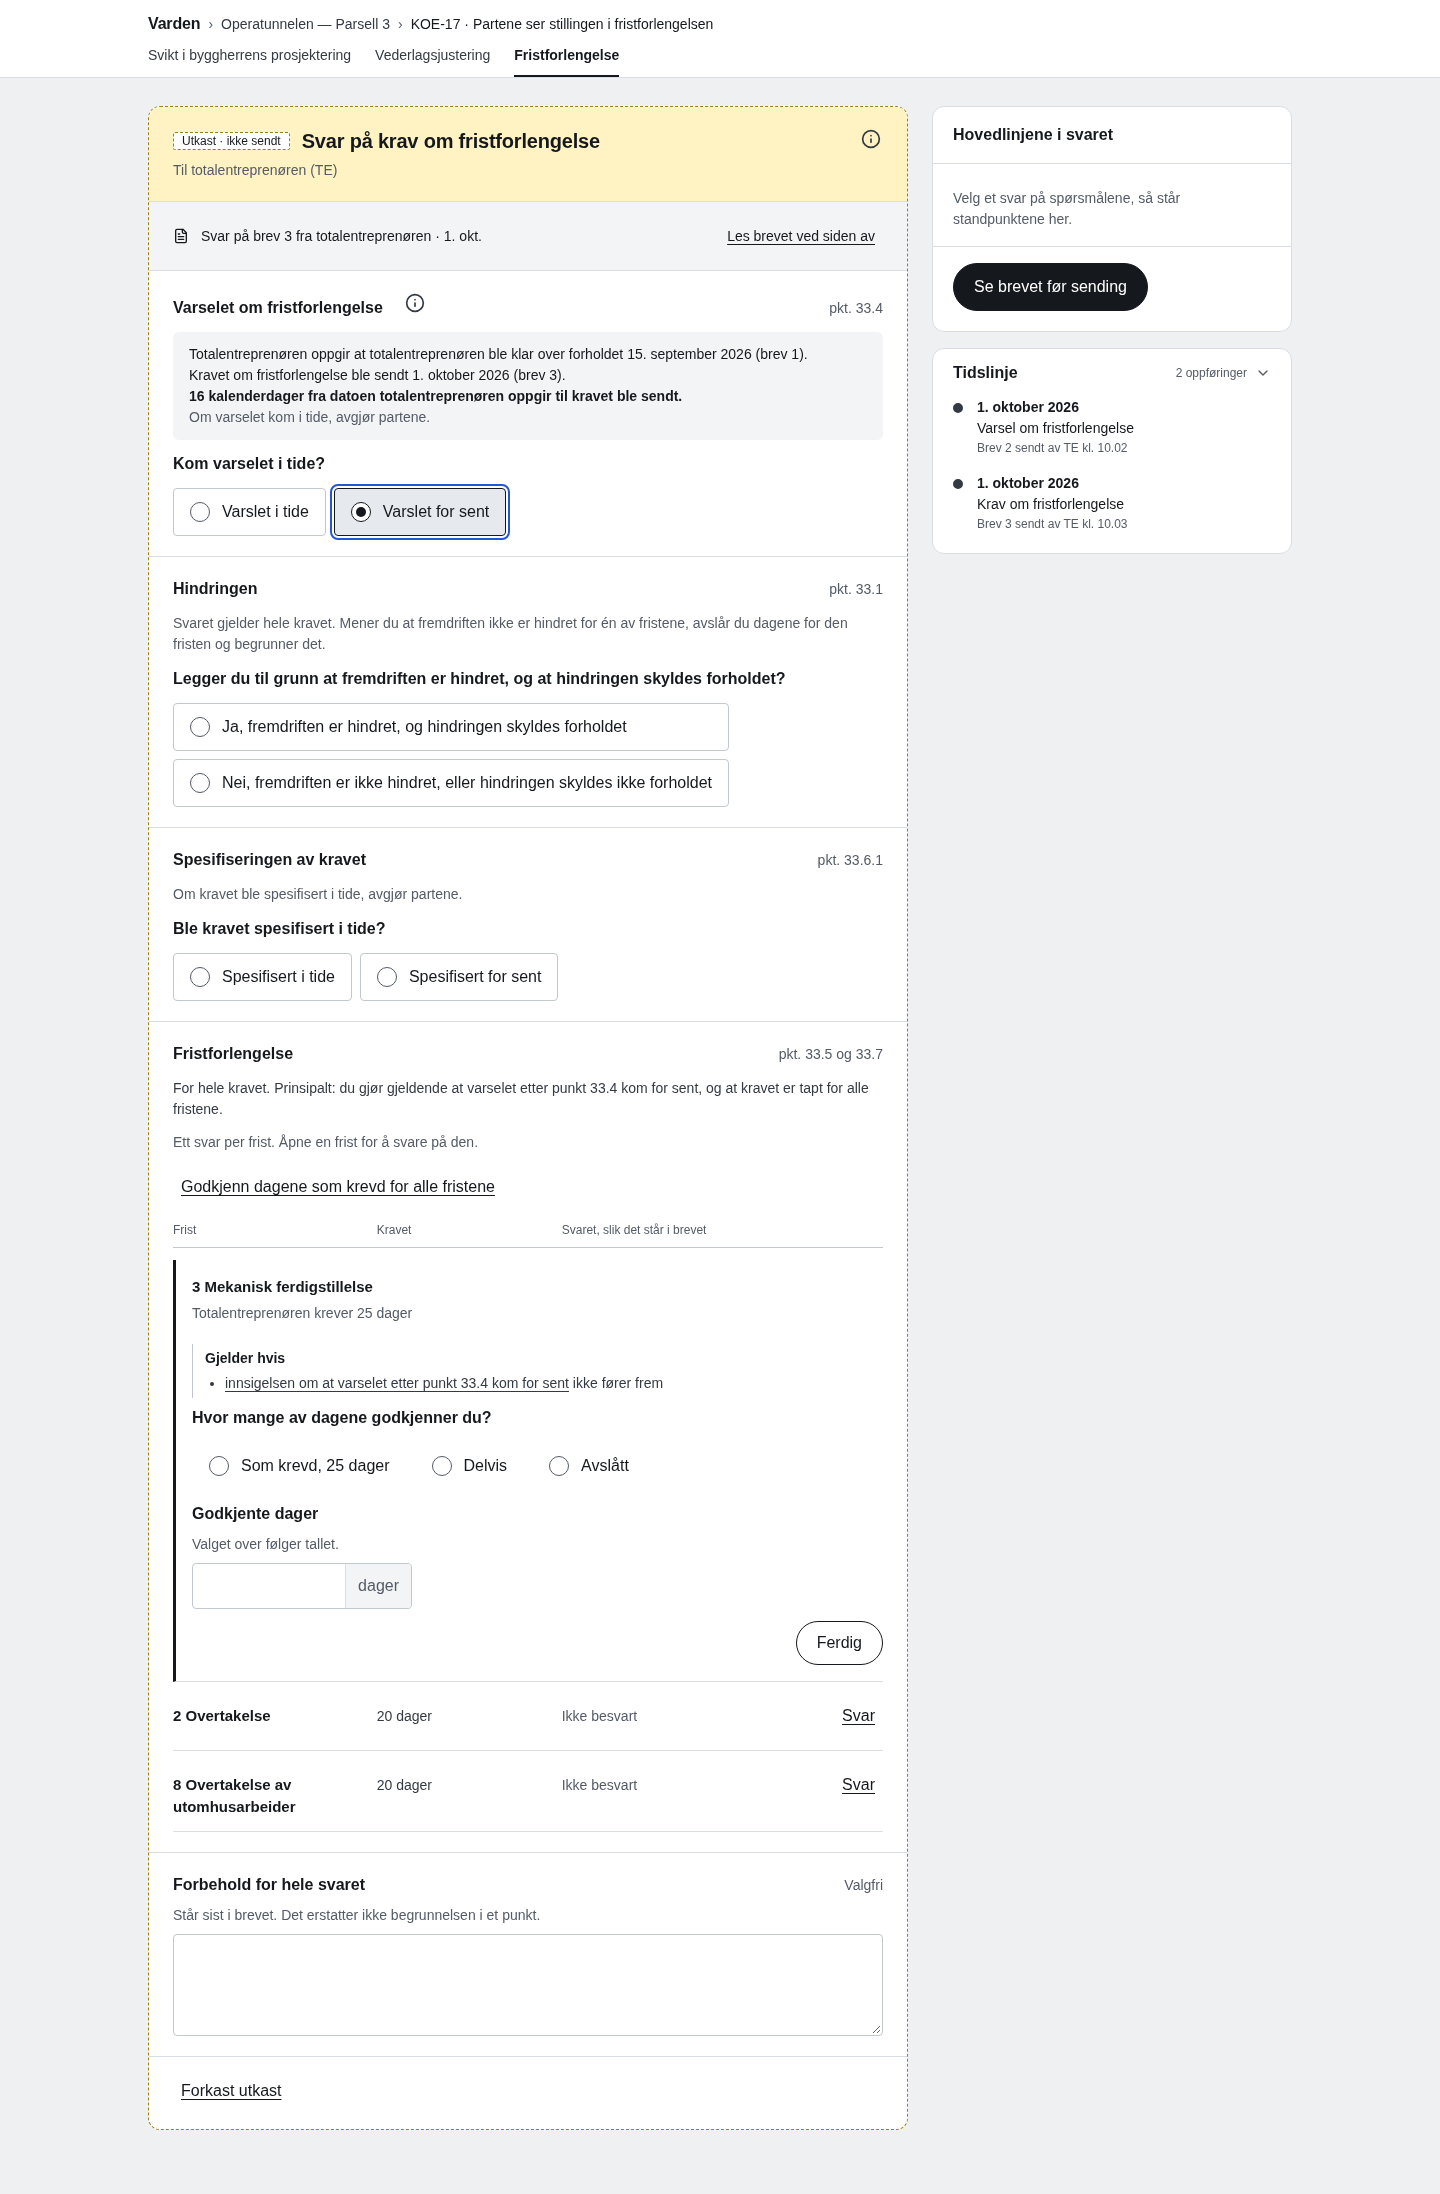 Varden › Operatunnelen — Parsell 3 › KOE-17 · Partene ser stillingen i fristforlengelsen
Svikt i byggherrens prosjektering Vederlagsjustering Fristforlengelse
Utkast · ikke sendt Svar på krav om fristforlengelse
Til totalentreprenøren (TE)
Svar på brev 3 fra totalentreprenøren · 1. okt. Les brevet ved siden av
Varselet om fristforlengelse pkt. 33.4
Totalentreprenøren oppgir at totalentreprenøren ble klar over forholdet 15. september 2026 (brev 1).
Kravet om fristforlengelse ble sendt 1. oktober 2026 (brev 3).
16 kalenderdager fra datoen totalentreprenøren oppgir til kravet ble sendt.
Om varselet kom i tide, avgjør partene.
Kom varselet i tide?
Varslet i tide Varslet for sent
Hindringen pkt. 33.1
Svaret gjelder hele kravet. Mener du at fremdriften ikke er hindret for én av fristene, avslår du dagene for den
fristen og begrunner det.
Legger du til grunn at fremdriften er hindret, og at hindringen skyldes forholdet?
Ja, fremdriften er hindret, og hindringen skyldes forholdet
Nei, fremdriften er ikke hindret, eller hindringen skyldes ikke forholdet
Spesifiseringen av kravet pkt. 33.6.1
Om kravet ble spesifisert i tide, avgjør partene.
Ble kravet spesifisert i tide?
Spesifisert i tide Spesifisert for sent
Fristforlengelse pkt. 33.5 og 33.7
For hele kravet. Prinsipalt: du gjør gjeldende at varselet etter punkt 33.4 kom for sent, og at kravet er tapt for alle
fristene.
Ett svar per frist. Åpne en frist for å svare på den.
Godkjenn dagene som krevd for alle fristene
Frist Kravet Svaret, slik det står i brevet
3 Mekanisk ferdigstillelse
Totalentreprenøren krever 25 dager
Gjelder hvis
• innsigelsen om at varselet etter punkt 33.4 kom for sent ikke fører frem
Hvor mange av dagene godkjenner du?
Som krevd, 25 dager Delvis Avslått
Godkjente dager
Valget over følger tallet.
dager
Ferdig
2 Overtakelse 20 dager Ikke besvart Svar
8 Overtakelse av 20 dager Ikke besvart Svar
utomhusarbeider
Forbehold for hele svaret Valgfri
Står sist i brevet. Det erstatter ikke begrunnelsen i et punkt.
Forkast utkast
Hovedlinjene i svaret
Velg et svar på spørsmålene, så står
standpunktene her.
Se brevet før sending
Tidslinje 2 oppføringer
1. oktober 2026
Varsel om fristforlengelse
Brev 2 sendt av TE kl. 10.02
1. oktober 2026
Krav om fristforlengelse
Brev 3 sendt av TE kl. 10.03